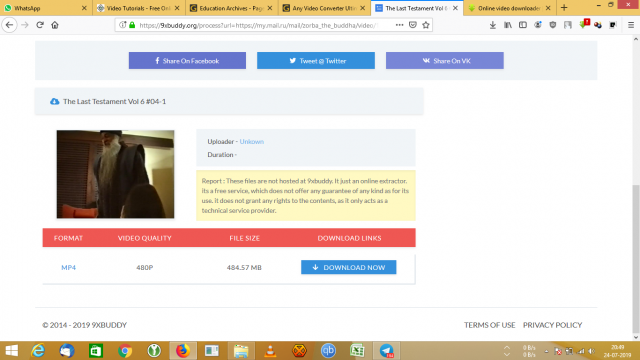 WhatsApp
Video Tutorials - Free Onl
Education Archives - Page
Any Video Converter Ultim
The Last Testament Vol 6
Online video downloader
https://9xbuddy.org/process?url=https://my.mail.ru/mail/zorba_the_buddha/video/
Share On Facebook
Tweet @ Twitter
Share On VK
The Last Testament Vol 6 #04-1
Uploader - Unkown
Duration -
Report : These files are not hosted at 9xbuddy. It just an online extractor.
its a free service, which does not offer any guarantee of any kind as for its
use. it does not grant any rights to the contents, as it only acts as a
technical service provider.
FORMAT VIDEO QUALITY FILE SIZE DOWNLOAD LINKS
MP4 480P 484.57 MB DOWNLOAD NOW
© 2014 - 2019 9XBUDDY TERMS OF USE PRIVACY POLICY
0 B/s
0 B/s
20:49
24-07-2019